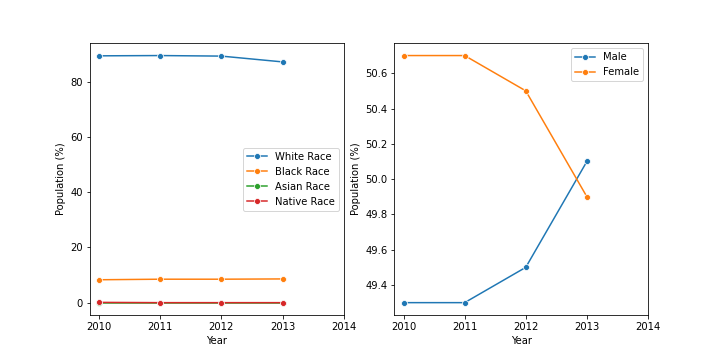 80
60
40
20
0
Population (%)
2010 2011 2012 2013 2014
Year
White Race
Black Race
Asian Race
Native Race
50.6
50.4
50.2
50.0
49.8
49.6
49.4
Population (%)
2010 2011 2012 2013 2014
Year
Male
Female